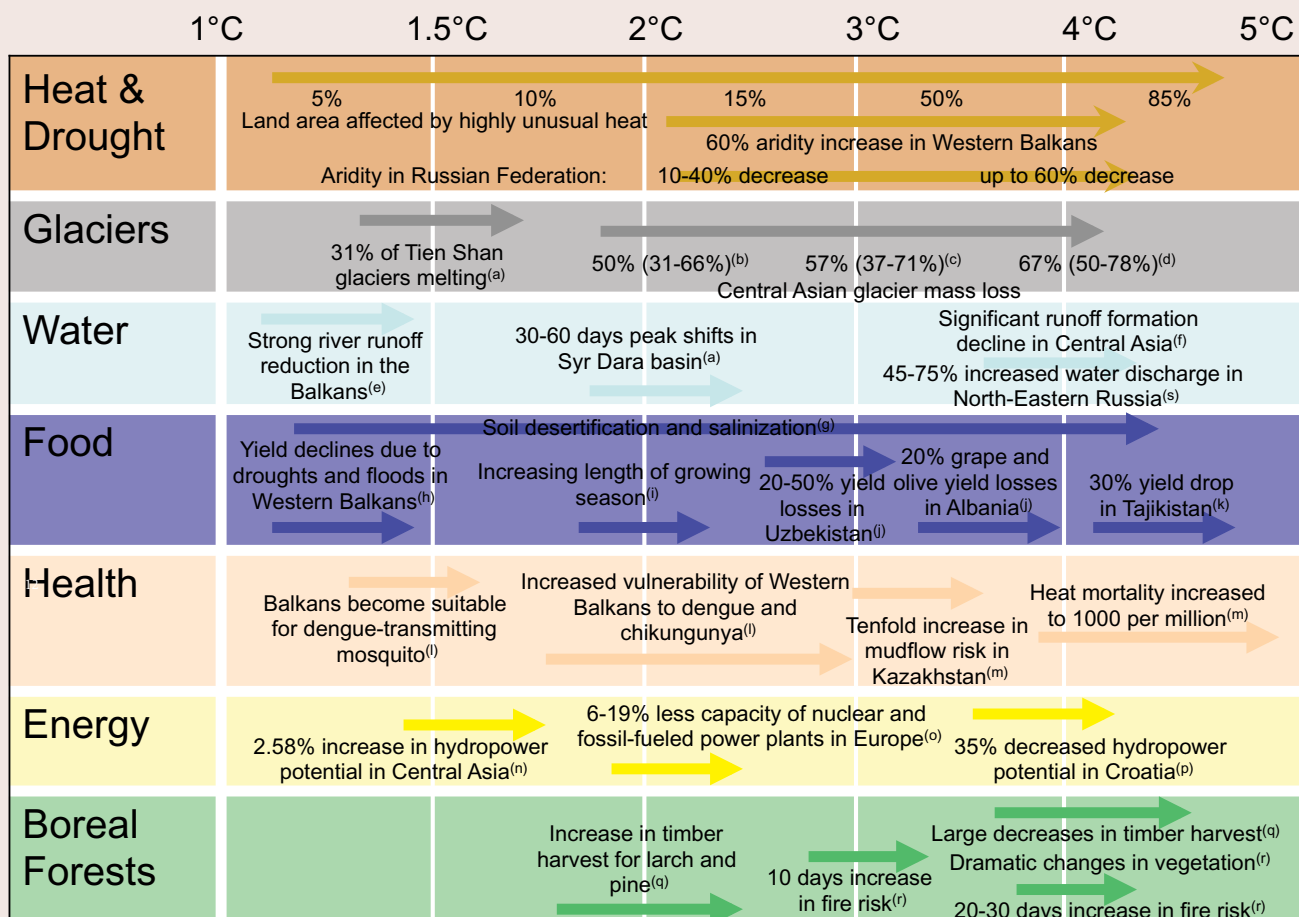 1°C 1.5°C 2°C 3°C 4°C 5°C
Heat &
Drought
5% 10% 15% 50% 85%
Land area affected by highly unusual heat
60% aridity increase in Western Balkans
Aridity in Russian Federation: 10-40% decrease up to 60% decrease
Glaciers
31% of Tien Shan
glaciers melting(a)
50% (31-66%)(b) 57% (37-71%)(c) 67% (50-78%)(d)
Central Asian glacier mass loss
Water
Strong river runoff
reduction in the
Balkans(e)
30-60 days peak shifts in
Syr Dara basin(a)
Significant runoff formation
decline in Central Asia(f)
45-75% increased water discharge in
North-Eastern Russia(s)
Food
Soil desertification and salinization(g)
Yield declines due to
droughts and floods in
Western Balkans(h)
Increasing length of growing
season(i)
20-50% yield
losses in
Uzbekistan(j)
20% grape and
olive yield losses
in Albania(j)
30% yield drop
in Tajikistan(k)
Health
Balkans become suitable
for dengue-transmitting
mosquito(l)
Increased vulnerability of Western
Balkans to dengue and
chikungunya(l)
Tenfold increase in
mudflow risk in
Kazakhstan(m)
Heat mortality increased
to 1000 per million(m)
Energy
2.58% increase in hydropower
potential in Central Asia(n)
6-19% less capacity of nuclear and
fossil-fueled power plants in Europe(o)
35% decreased hydropower
potential in Croatia(p)
Boreal
Forests
Increase in timber
harvest for larch and
pine(q)
10 days increase
in fire risk(r)
Large decreases in timber harvest(q)
Dramatic changes in vegetation(r)
20-30 days increase in fire risk(r)